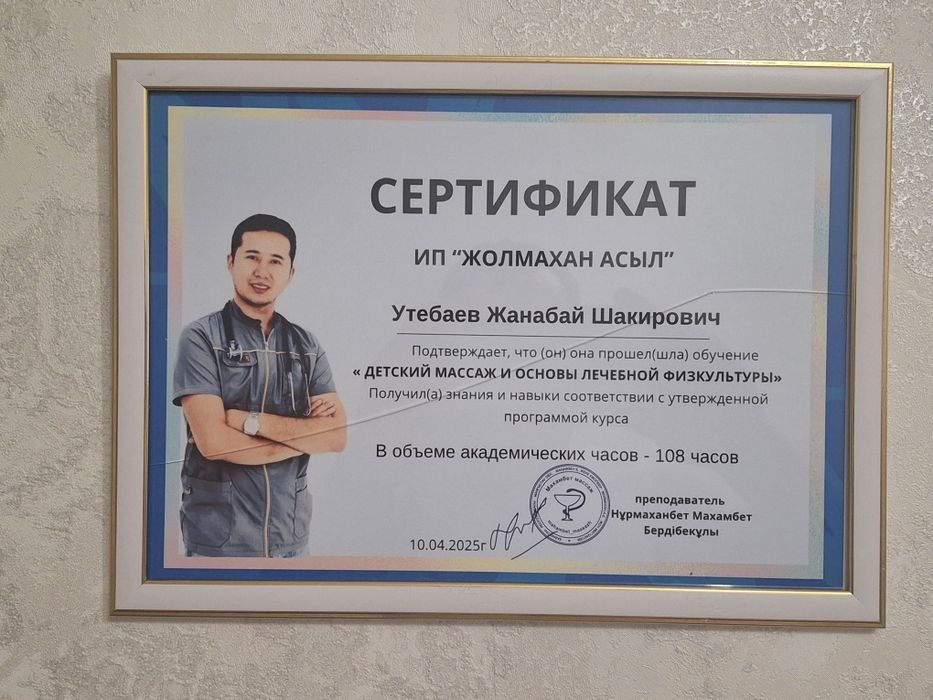 СЕРТИФИКАТ
ИП “ЖОЛМАХАН АСЫЛ”
Утебаев Жанабай Шакирович
Подтверждает, что (он) она прошел(шла) обучение
« ДЕТСКИЙ МАССАЖ И ОСНОВЫ ЛЕЧЕБНОЙ ФИЗКУЛЬТУРЫ»
Получил(а) знания и навыки соответствии с утвержденной
программой курса
В объеме академических часов - 108 часов
Махамбет массаж
преподаватель
Нұрмаханбет Махамбет
Бердібекұлы
10.04.2025г